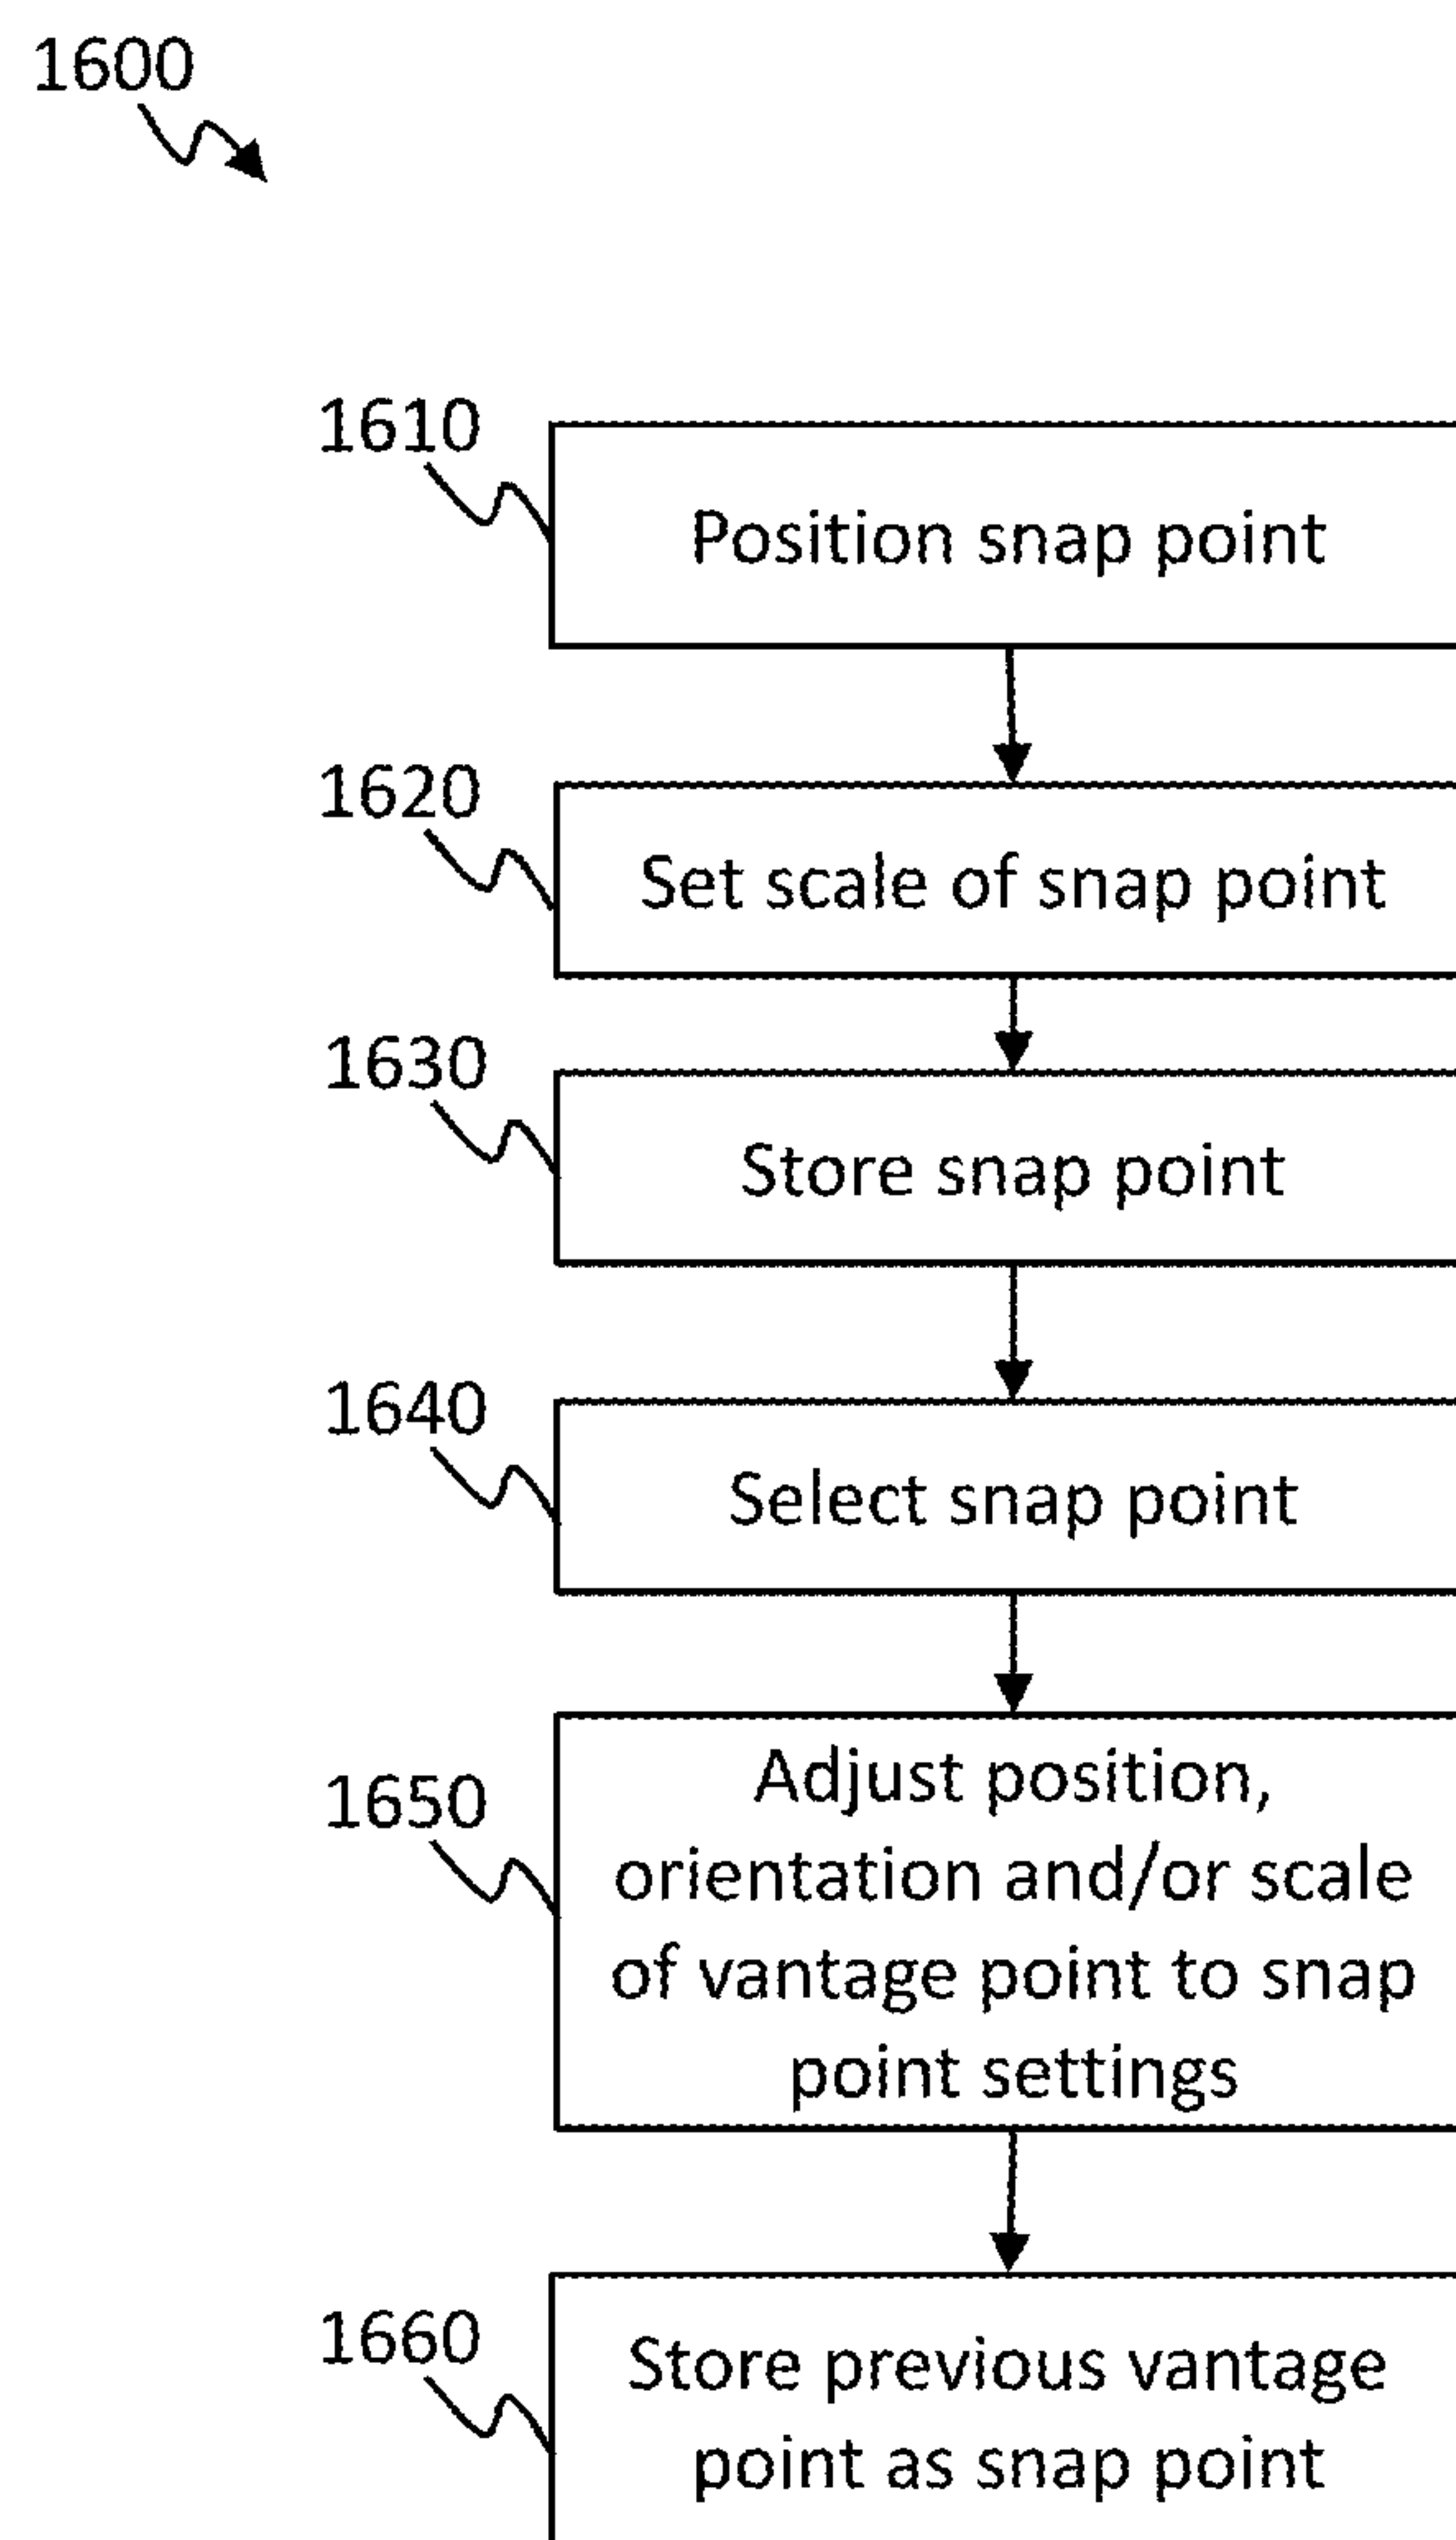 1600
1610
Position snap point
1620
Set scale of snap point
1630
Store snap point
1640
Select snap point
1650
Adjust position,
orientation and/or scale
of vantage point to snap
point settings
1660
Store previous vantage
point as snap point